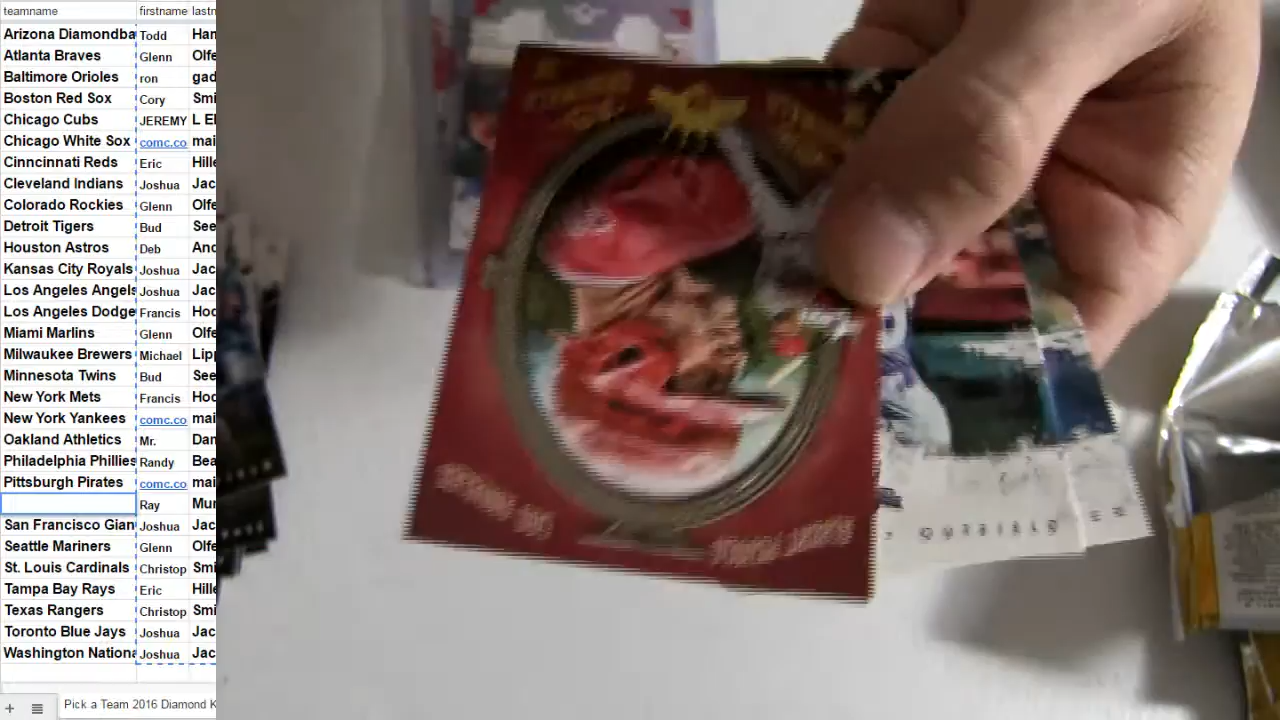 teamname firstname lastn
Arizona Diamondba Todd Han
Atlanta Braves Glenn Olfe
Baltimore Orioles ron gad
Boston Red Sox Cory Smi
Chicago Cubs JEREMY L El
Chicago White Sox comc.co mai
Cinncinnati Reds Eric Hille
Cleveland Indians Joshua Jac
Colorado Rockies Glenn Olfe
Detroit Tigers Bud See
Houston Astros Deb Anc
Kansas City Royals Joshua Jac
Los Angeles Angels Joshua Jac
Los Angeles Dodge Francis Hoc
Miami Marlins Glenn Olfe
Milwaukee Brewers Michael Lipp
Minnesota Twins Bud See
New York Mets Francis Hoc
New York Yankees comc.co mai
Oakland Athletics Mr. Dan
Philadelphia Phillies Randy Bea
Pittsburgh Pirates comc.co mai
Ray Mur
San Francisco Gian Joshua Jac
Seattle Mariners Glenn Olfe
St. Louis Cardinals Christop Smi
Tampa Bay Rays Eric Hille
Texas Rangers Christop Smi
Toronto Blue Jays Joshua Jac
Washington Nationa Joshua Jac
Pick a Team 2016 Diamond K